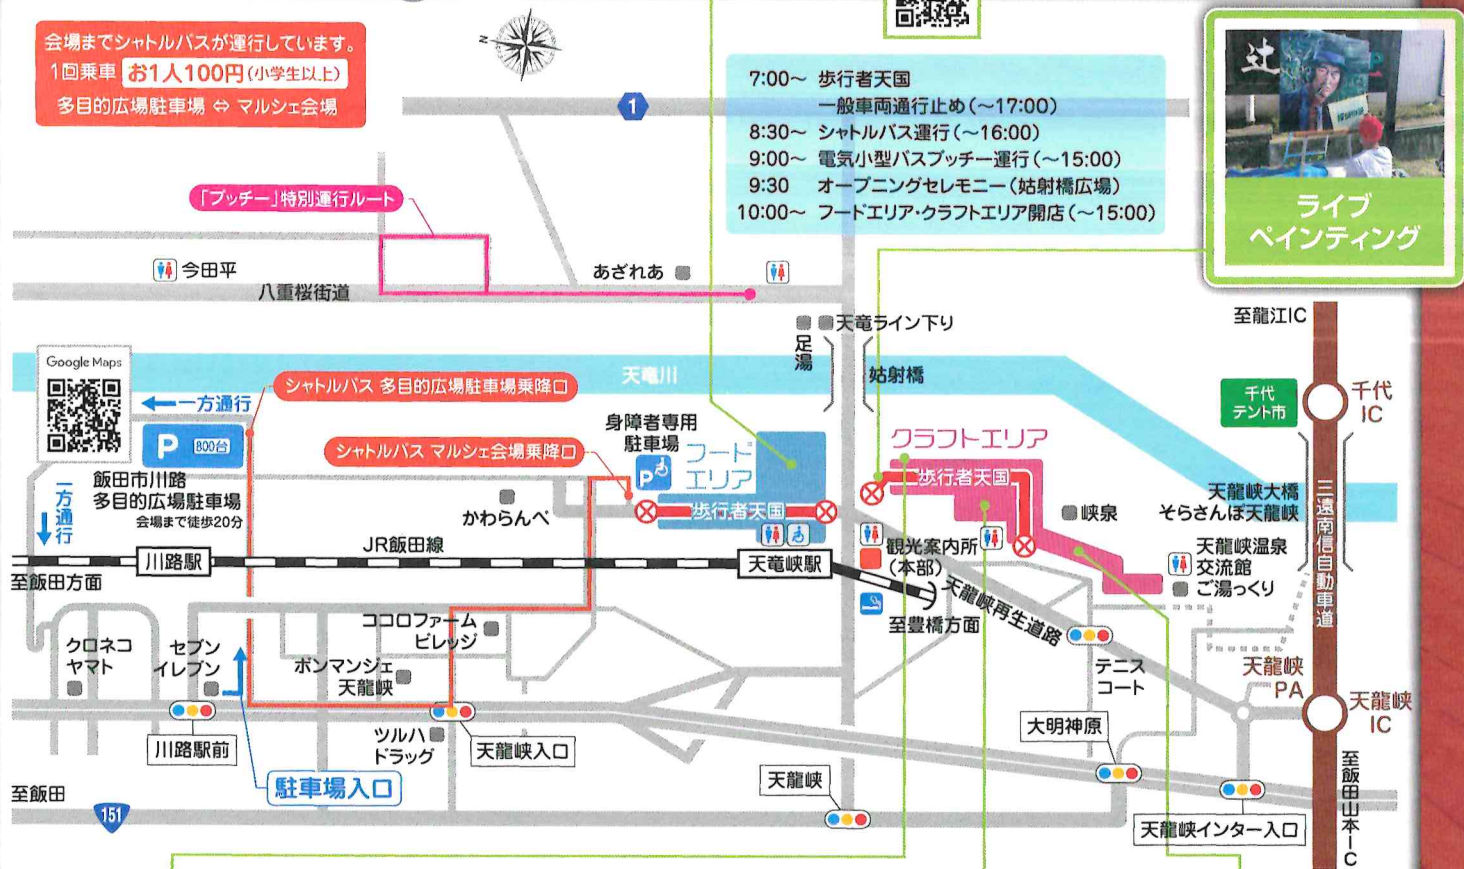 会場までシャトルバスが運行しています。
1回乗車 お1人100円(小学生以上)
多目的広場駐車場 ⇔ マルシェ会場
N
1
7:00～ 歩行者天国
一般車両通行止め(～17:00)
8:30～ シャトルバス運行(～16:00)
9:00～ 電気小型バスプッチー運行(～15:00)
9:30 オープニングセレモニー(姑射橋広場)
10:00～ フードエリア・クラフトエリア開店(～15:00)
辻
ライブ
ペインティング
「プッチー」特別運行ルート
今田平
八重桜街道
あざれあ
天竜ライン下り
足湯
姑射橋
天竜川
至龍江IC
千代
IC
千代
テント市
Google Maps
一方通行
P 800台
飯田市川路
多目的広場駐車場
会場まで徒歩20分
一方通行
シャトルバス 多目的広場駐車場乗降口
シャトルバス マルシェ会場乗降口
身障者専用
駐車場
P
フード
エリア
歩行者天国
クラフトエリア
歩行者天国
かわらんべ
峡泉
天龍峡大橋
そらさんぽ天龍峡
天龍峡温泉
交流館
ご湯っくり
三遠南信自動車道
観光案内所
(本部)
JR飯田線
川路駅
天竜峡駅
至飯田方面
至豊橋方面
天龍峡再生道路
クロネコ
ヤマト
セブン
イレブン
ココロファーム
ビレッジ
ボンマンジェ
天龍峡
テニス
コート
天龍峡
PA
天龍峡
IC
川路駅前
ツルハ
ドラッグ
天龍峡入口
大明神原
駐車場入口
天龍峡
天龍峡インター入口
至飯田
151
至飯田山本IC